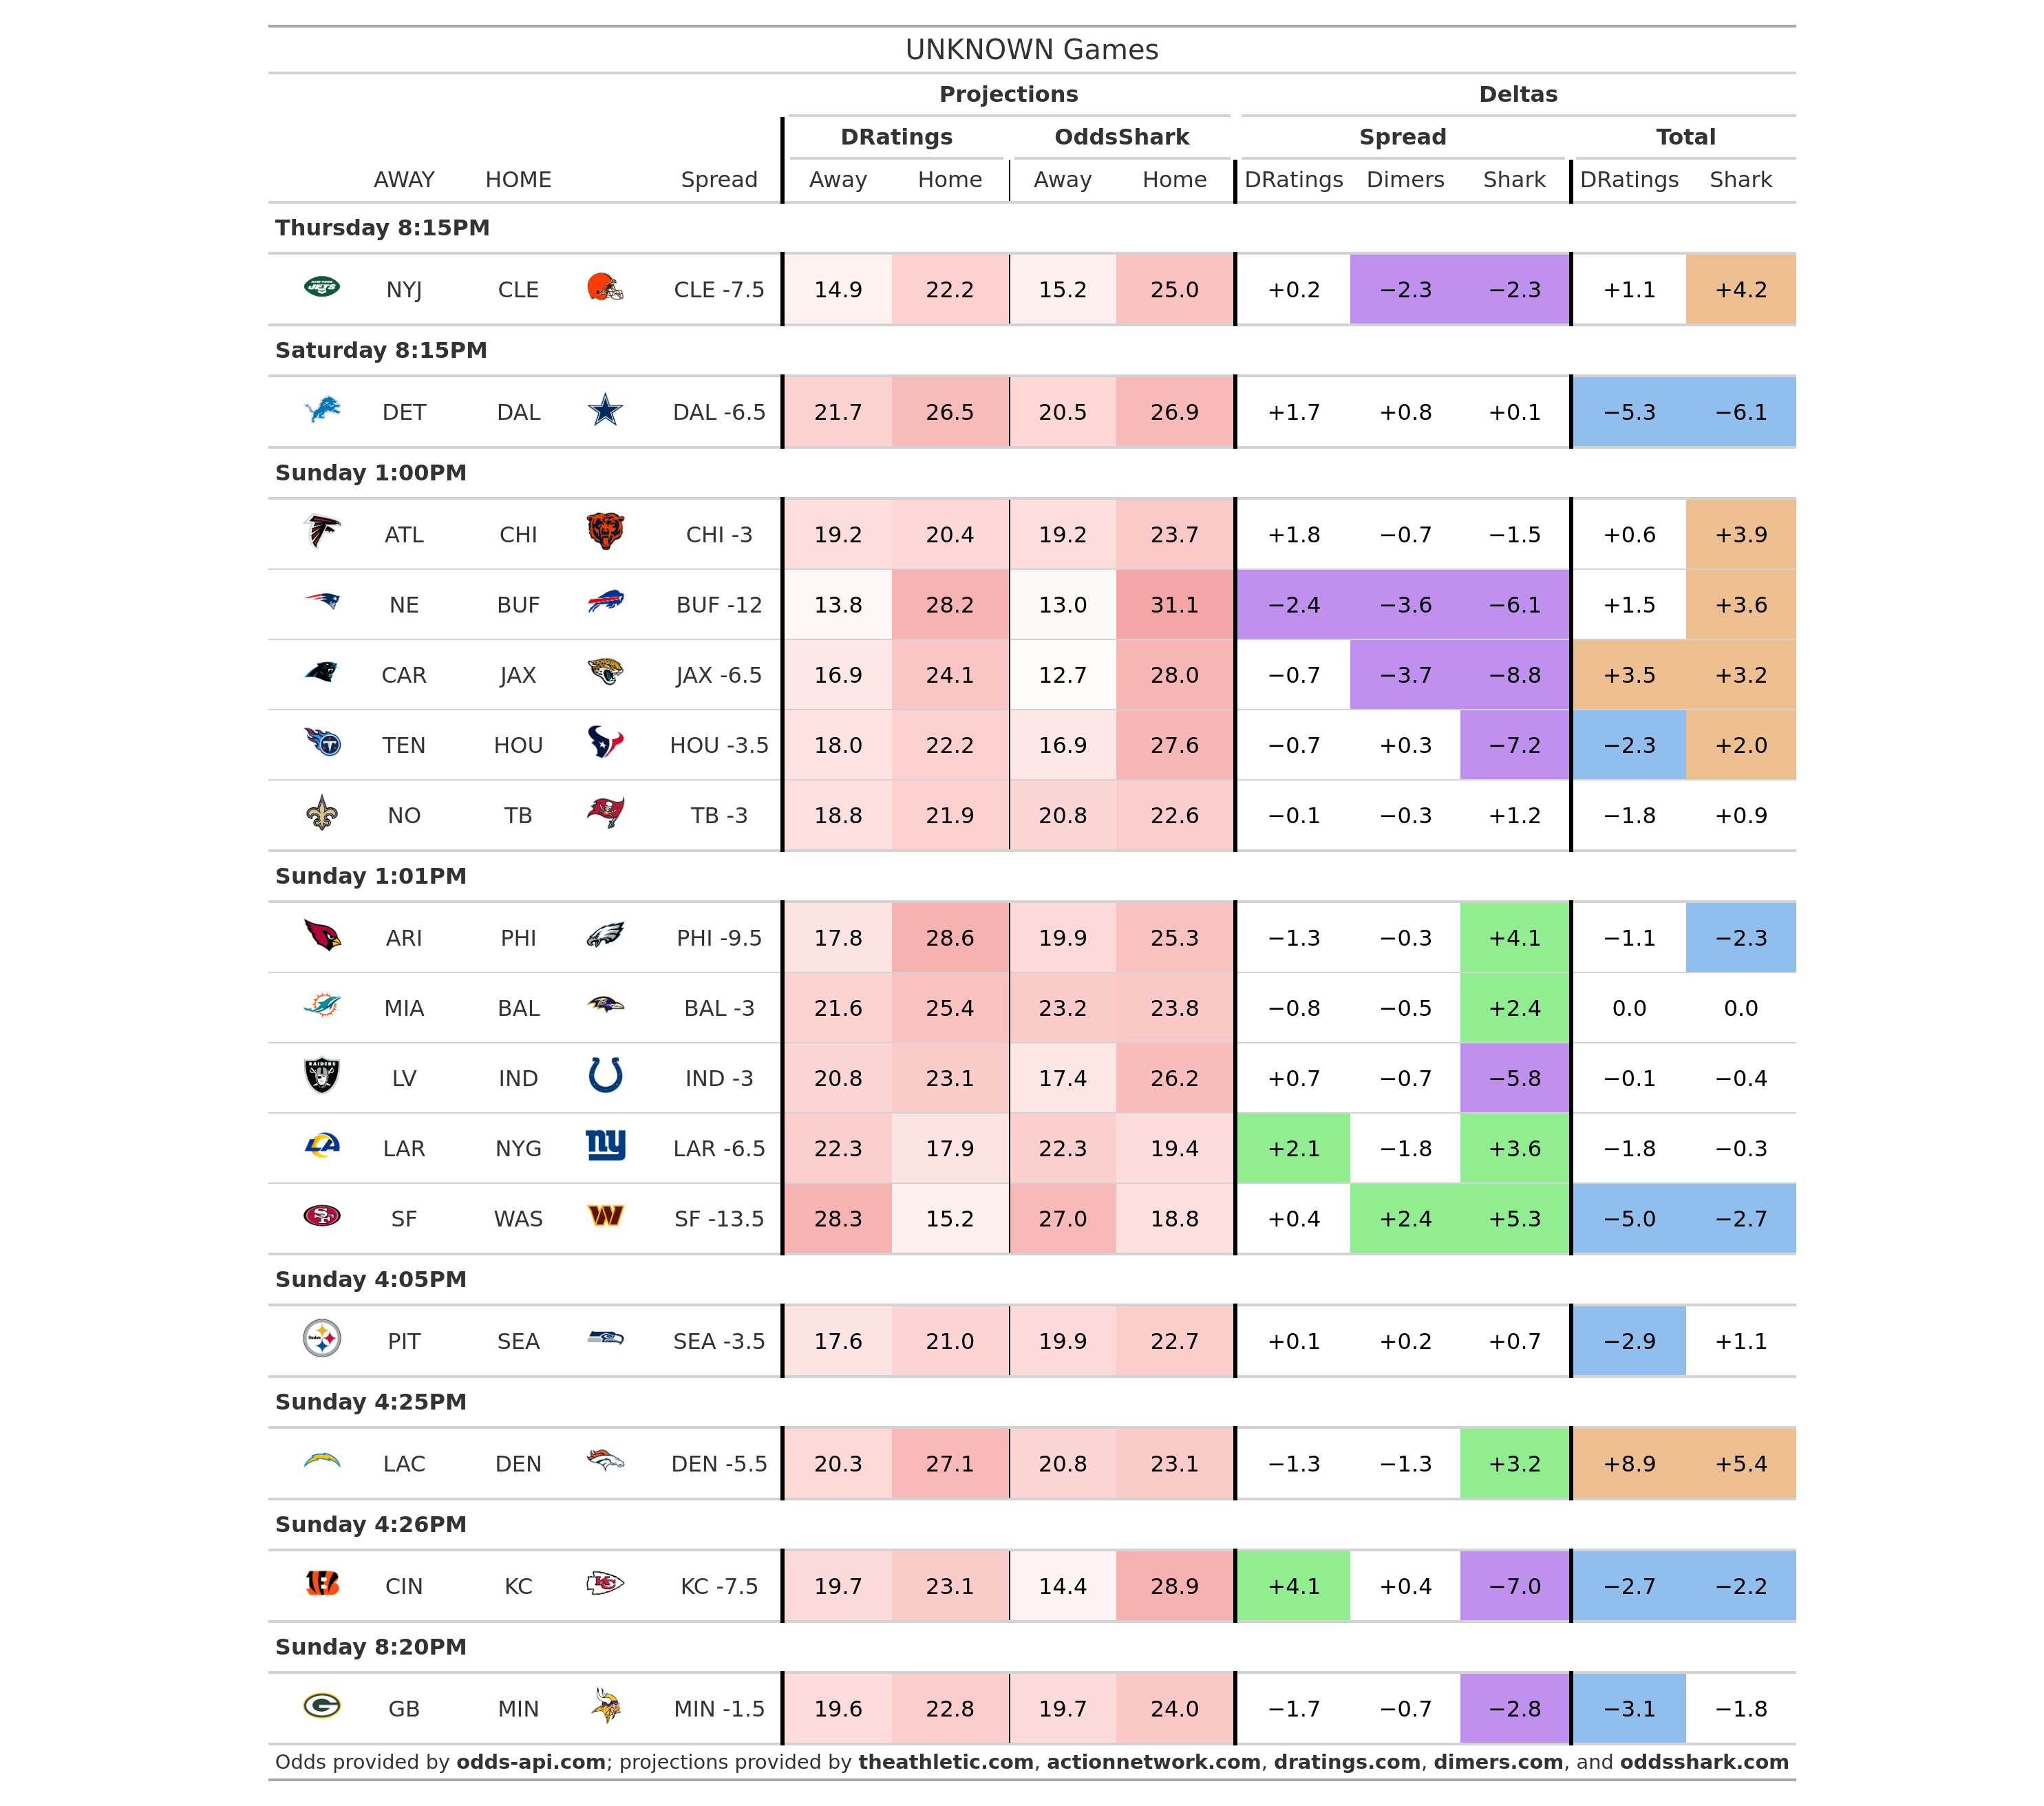 UNKNOWN Games
Projections Deltas
DRatings OddsShark Spread Total
AWAY HOME Spread Away Home Away Home DRatings Dimers Shark DRatings Shark
Thursday 8:15PM
NYJ CLE CLE -7.5 14.9 22.2 15.2 25.0 +0.2 −2.3 −2.3 +1.1 +4.2
Saturday 8:15PM
DET DAL DAL -6.5 21.7 26.5 20.5 26.9 +1.7 +0.8 +0.1 −5.3 −6.1
Sunday 1:00PM
ATL CHI CHI -3 19.2 20.4 19.2 23.7 +1.8 −0.7 −1.5 +0.6 +3.9
NE BUF BUF -12 13.8 28.2 13.0 31.1 −2.4 −3.6 −6.1 +1.5 +3.6
CAR JAX JAX -6.5 16.9 24.1 12.7 28.0 −0.7 −3.7 −8.8 +3.5 +3.2
TEN HOU HOU -3.5 18.0 22.2 16.9 27.6 −0.7 +0.3 −7.2 −2.3 +2.0
NO TB TB -3 18.8 21.9 20.8 22.6 −0.1 −0.3 +1.2 −1.8 +0.9
Sunday 1:01PM
ARI PHI PHI -9.5 17.8 28.6 19.9 25.3 −1.3 −0.3 +4.1 −1.1 −2.3
MIA BAL BAL -3 21.6 25.4 23.2 23.8 −0.8 −0.5 +2.4 0.0 0.0
LV IND IND -3 20.8 23.1 17.4 26.2 +0.7 −0.7 −5.8 −0.1 −0.4
LAR NYG LAR -6.5 22.3 17.9 22.3 19.4 +2.1 −1.8 +3.6 −1.8 −0.3
SF WAS SF -13.5 28.3 15.2 27.0 18.8 +0.4 +2.4 +5.3 −5.0 −2.7
Sunday 4:05PM
PIT SEA SEA -3.5 17.6 21.0 19.9 22.7 +0.1 +0.2 +0.7 −2.9 +1.1
Sunday 4:25PM
LAC DEN DEN -5.5 20.3 27.1 20.8 23.1 −1.3 −1.3 +3.2 +8.9 +5.4
Sunday 4:26PM
CIN KC KC -7.5 19.7 23.1 14.4 28.9 +4.1 +0.4 −7.0 −2.7 −2.2
Sunday 8:20PM
GB MIN MIN -1.5 19.6 22.8 19.7 24.0 −1.7 −0.7 −2.8 −3.1 −1.8
Odds provided by odds-api.com; projections provided by theathletic.com, actionnetwork.com, dratings.com, dimers.com, and oddsshark.com